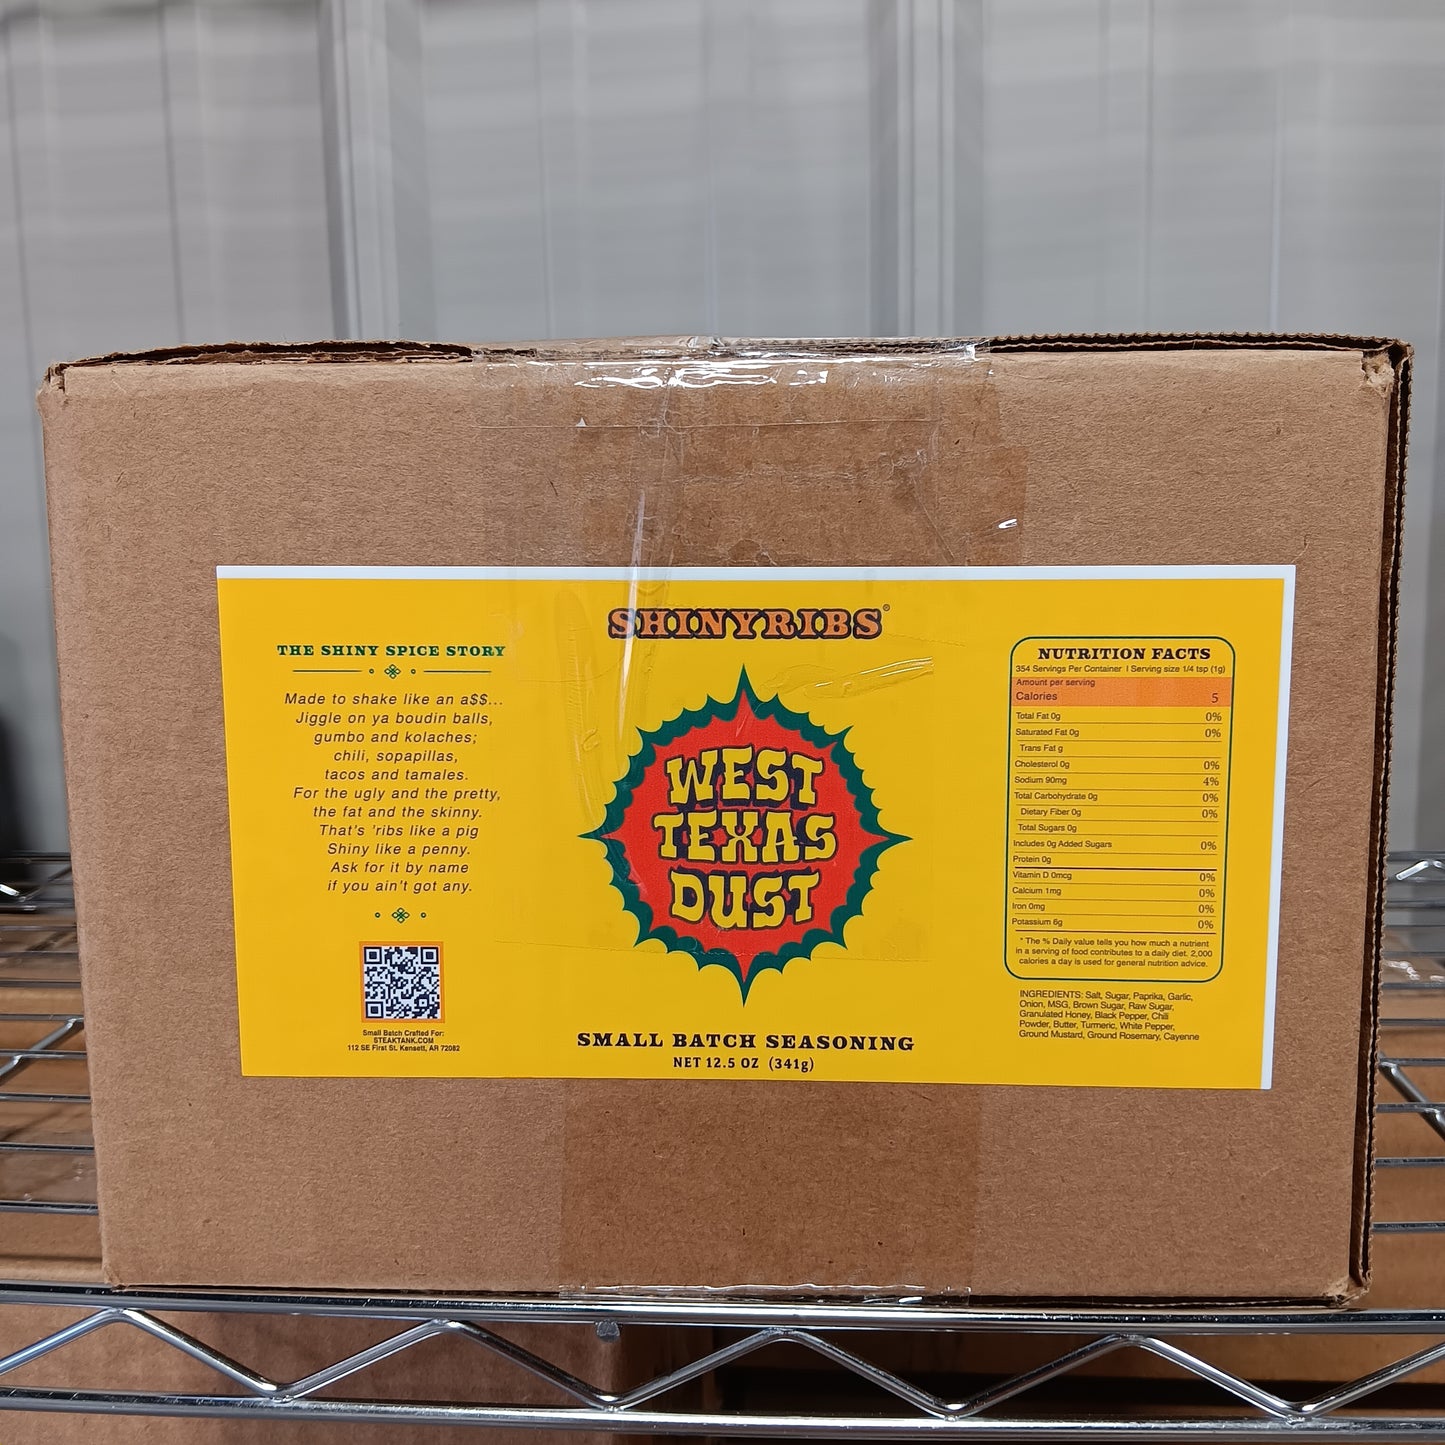 SHINYRIBS®
THE SHINY SPICE STORY
Made to shake like an a$$...
Jiggle on ya boudin balls,
gumbo and kolaches;
chili, sopapillas,
tacos and tamales.
For the ugly and the pretty,
the fat and the skinny.
That's 'ribs like a pig
Shiny like a penny.
Ask for it by name
if you ain't got any.
Small Batch Crafted For:
STEAKTANK.COM
112 SE First St. Kensett, AR 72082
WEST
TEXAS
DUST
SMALL BATCH SEASONING
NET 12.5 OZ (341g)
NUTRITION FACTS
354 Servings Per Container | Serving size 1/4 tsp (1g)
Amount per serving
Calories 5
Total Fat 0g 0%
Saturated Fat 0g 0%
Trans Fat g
Cholesterol 0g 0%
Sodium 90mg 4%
Total Carbohydrate 0g 0%
Dietary Fiber 0g 0%
Total Sugars 0g
Includes 0g Added Sugars 0%
Protein 0g
Vitamin D 0mcg 0%
Calcium 1mg 0%
Iron 0mg 0%
Potassium 6g 0%
* The % Daily value tells you how much a nutrient
in a serving of food contributes to a daily diet. 2,000
calories a day is used for general nutrition advice.
INGREDIENTS: Salt, Sugar, Paprika, Garlic,
Onion, MSG, Brown Sugar, Raw Sugar,
Granulated Honey, Black Pepper, Chili
Powder, Butter, Turmeric, White Pepper,
Ground Mustard, Ground Rosemary, Cayenne